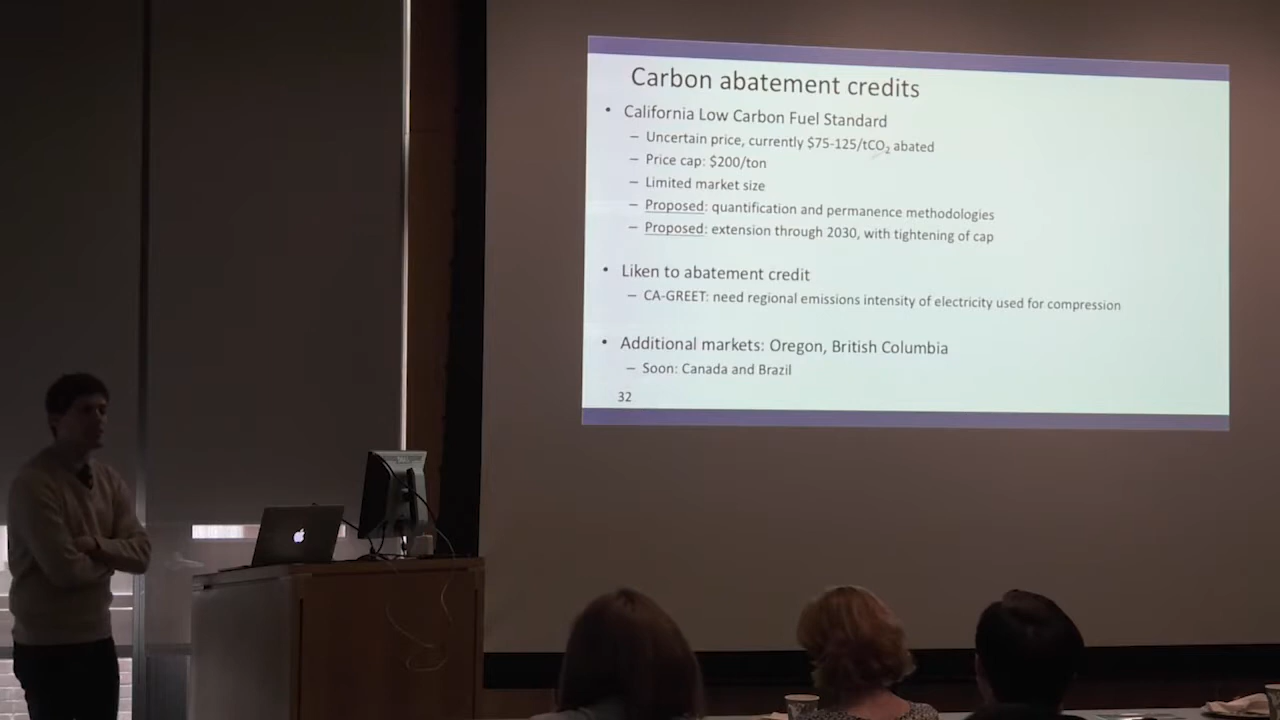 Carbon abatement credits
• California Low Carbon Fuel Standard
– Uncertain price, currently $75-125/tCO₂ abated
– Price cap: $200/ton
– Limited market size
– Proposed: quantification and permanence methodologies
– Proposed: extension through 2030, with tightening of cap
• Liken to abatement credit
– CA-GREET: need regional emissions intensity of electricity used for compression
• Additional markets: Oregon, British Columbia
– Soon: Canada and Brazil
32